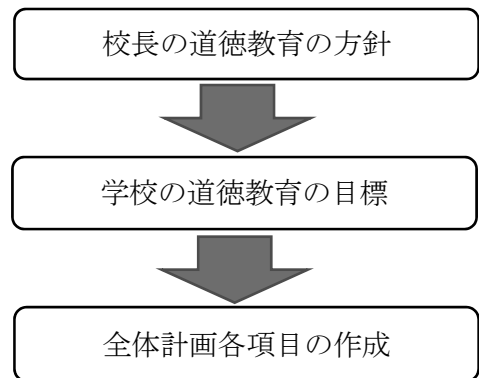 校長の道徳教育の方針
学校の道徳教育の目標
全体計画各項目の作成